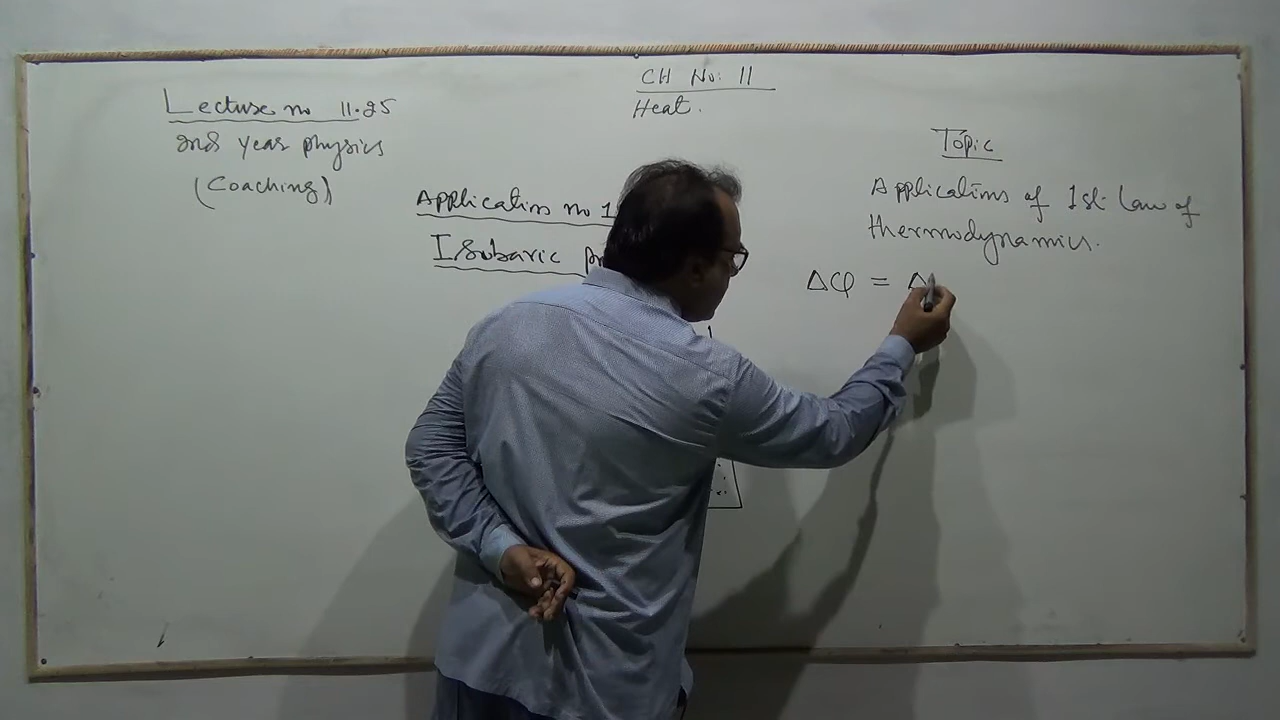 CH No: 11
Heat.
Lecture no 11.25
2nd year physics
(Coaching)
Application no 1
Isobaric
Topic
Applications of 1st Law of
thermodynamics.
ΔQ = Δ